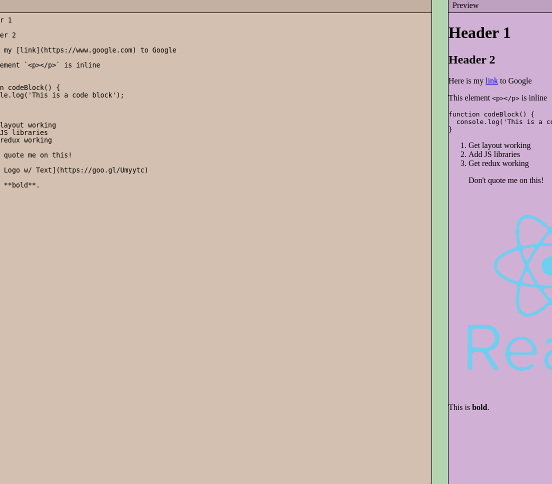 r 1
er 2
my [link](https://www.google.com) to Google
ement `<p></p>` is inline
n codeBlock() {
le.log('This is a code block');
layout working
JS libraries
redux working
quote me on this!
Logo w/ Text](https://goo.gl/Umyytc)
**bold**.
Preview
Header 1
Header 2
Here is my link to Google
This element <p></p> is inline
function codeBlock() {
console.log('This is a co
}
1. Get layout working
2. Add JS libraries
3. Get redux working
Don't quote me on this!
Rea
This is bold.